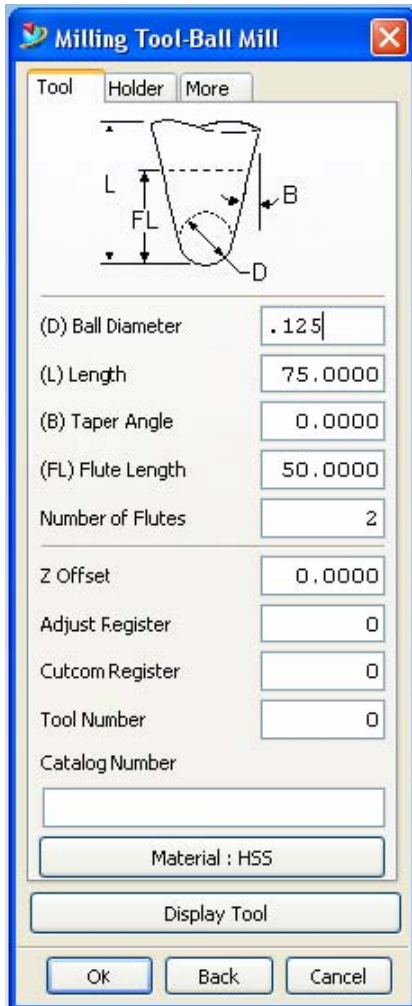 Milling Tool-Ball Mill
Tool Holder More
L
FL
B
D
(D) Ball Diameter .125
(L) Length 75.0000
(B) Taper Angle 0.0000
(FL) Flute Length 50.0000
Number of Flutes 2
Z Offset 0.0000
Adjust Register 0
Cutcom Register 0
Tool Number 0
Catalog Number
Material : HSS
Display Tool
OK Back Cancel